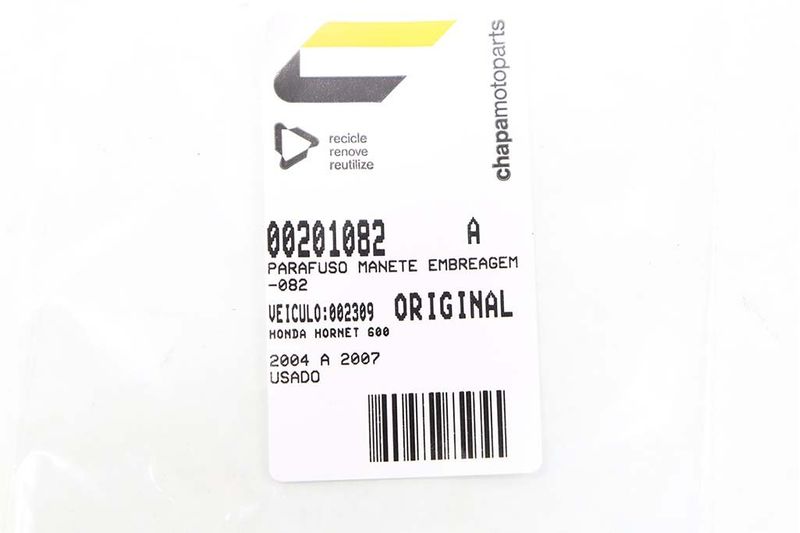 chapamotoparts
recicle
renove
reutilize
00201082 A
PARAFUSO MANETE EMBREAGEM
-082
VEICULO:002309 ORIGINAL
HONDA HORNET 600
2004 A 2007
USADO